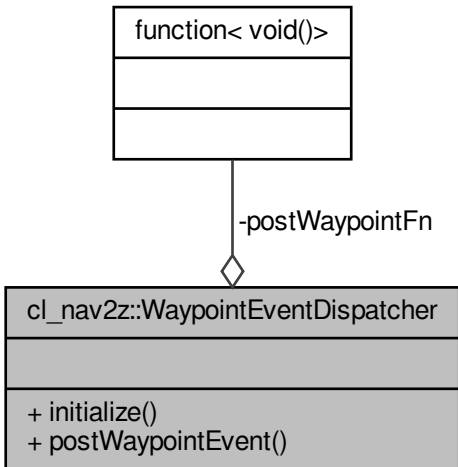 function< void()>
-postWaypointFn
cl_nav2z::WaypointEventDispatcher
+ initialize()
+ postWaypointEvent()